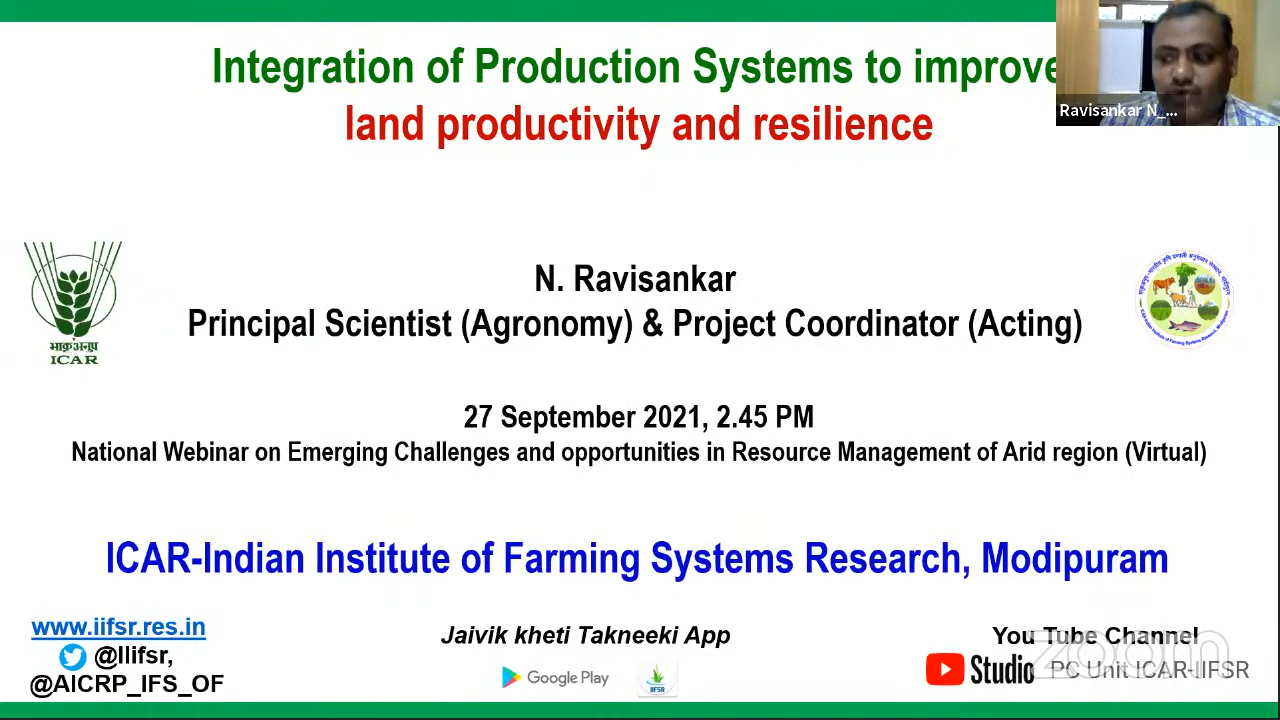 Integration of Production Systems to improve
land productivity and resilience
Ravisankar N_...
N. Ravisankar
Principal Scientist (Agronomy) & Project Coordinator (Acting)
भाकृअनुप
ICAR
27 September 2021, 2.45 PM
National Webinar on Emerging Challenges and opportunities in Resource Management of Arid region (Virtual)
ICAR-Indian Institute of Farming Systems Research, Modipuram
www.iifsr.res.in
@IIifsr,
@AICRP_IFS_OF
Jaivik kheti Takneeki App
Google Play
IIFSR
You Tube Channel
Studio PC Unit ICAR-IIFSR
zoom